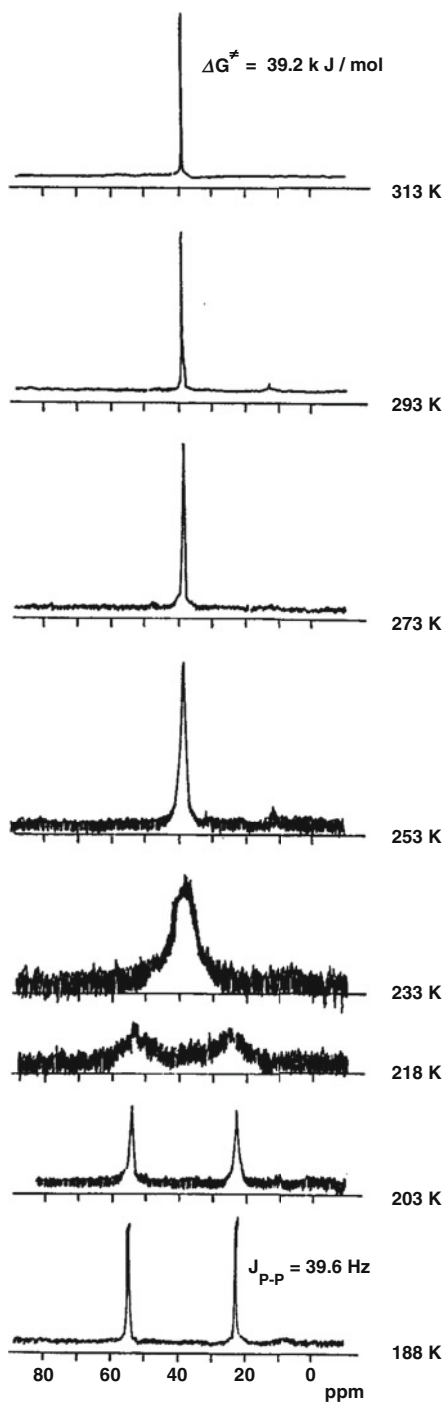 ΔG≠ = 39.2 k J / mol
313 K
293 K
273 K
253 K
233 K
218 K
203 K
J P-P = 39.6 Hz
188 K
80 60 40 20 0
ppm